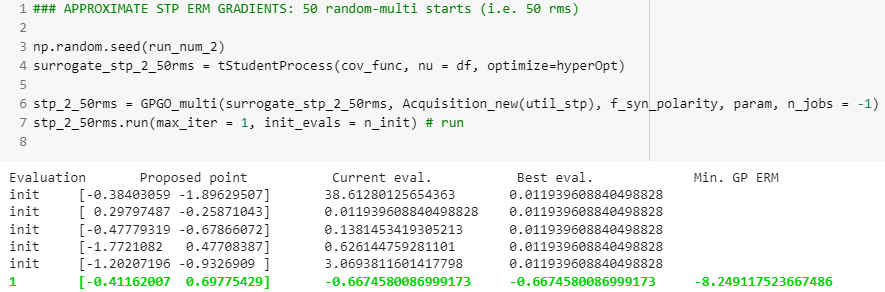 1 ### APPROXIMATE STP ERM GRADIENTS: 50 random-multi starts (i.e. 50 rms)
2
3 np.random.seed(run_num_2)
4 surrogate_stp_2_50rms = tStudentProcess(cov_func, nu = df, optimize=hyperOpt)
5
6 stp_2_50rms = GPGO_multi(surrogate_stp_2_50rms, Acquisition_new(util_stp), f_syn_polarity, param, n_jobs = -1)
7 stp_2_50rms.run(max_iter = 1, init_evals = n_init) # run
8
Evaluation Proposed point Current eval. Best eval. Min. GP ERM
init [-0.38403059 -1.89629507] 38.61280125654363 0.011939608840498828
init [ 0.29797487 -0.25871043] 0.011939608840498828 0.011939608840498828
init [-0.47779319 -0.67866072] 0.1381453419305213 0.011939608840498828
init [-1.7721082 0.47708387] 0.626144759281101 0.011939608840498828
init [-1.20207196 -0.9326909 ] 3.0693811601417798 0.011939608840498828
1 [-0.41162007 0.69775429] -0.6674580086999173 -0.6674580086999173 -8.249117523667486